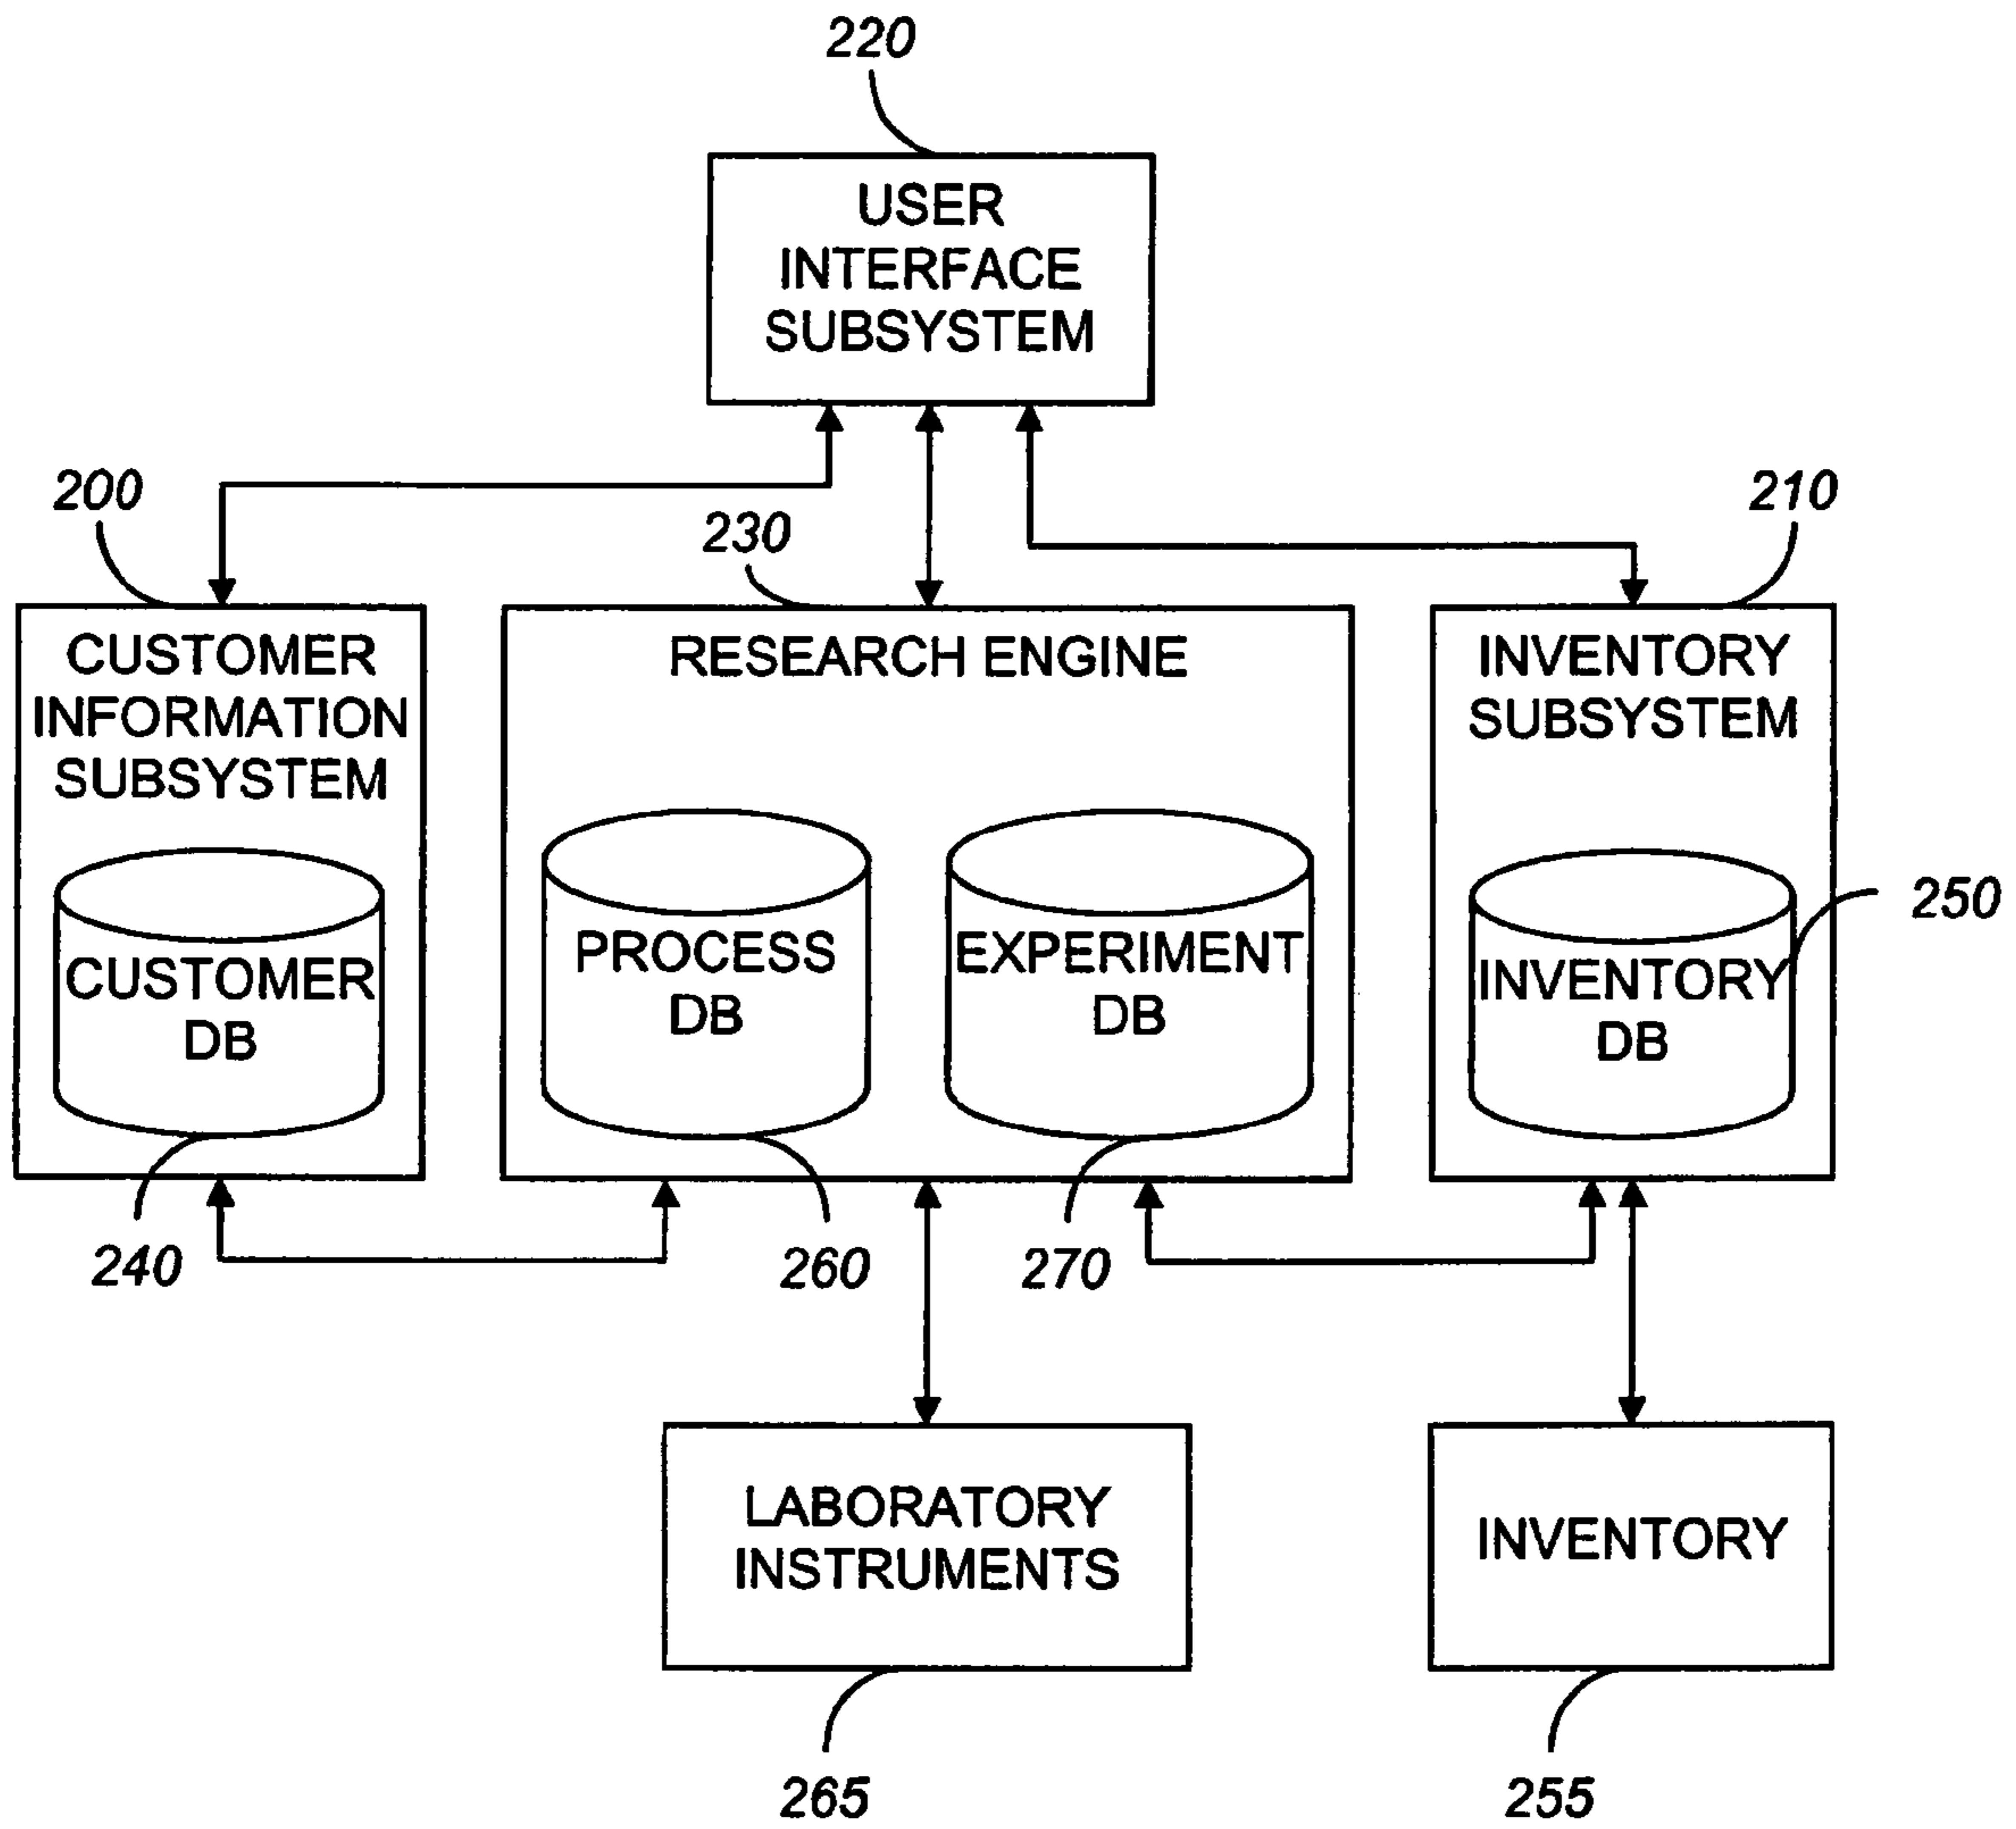 220
USER
INTERFACE
SUBSYSTEM
200
230
210
CUSTOMER
INFORMATION
SUBSYSTEM
RESEARCH ENGINE
INVENTORY
SUBSYSTEM
CUSTOMER
DB
PROCESS
DB
EXPERIMENT
DB
INVENTORY
DB
250
240
260
270
LABORATORY
INSTRUMENTS
INVENTORY
265
255